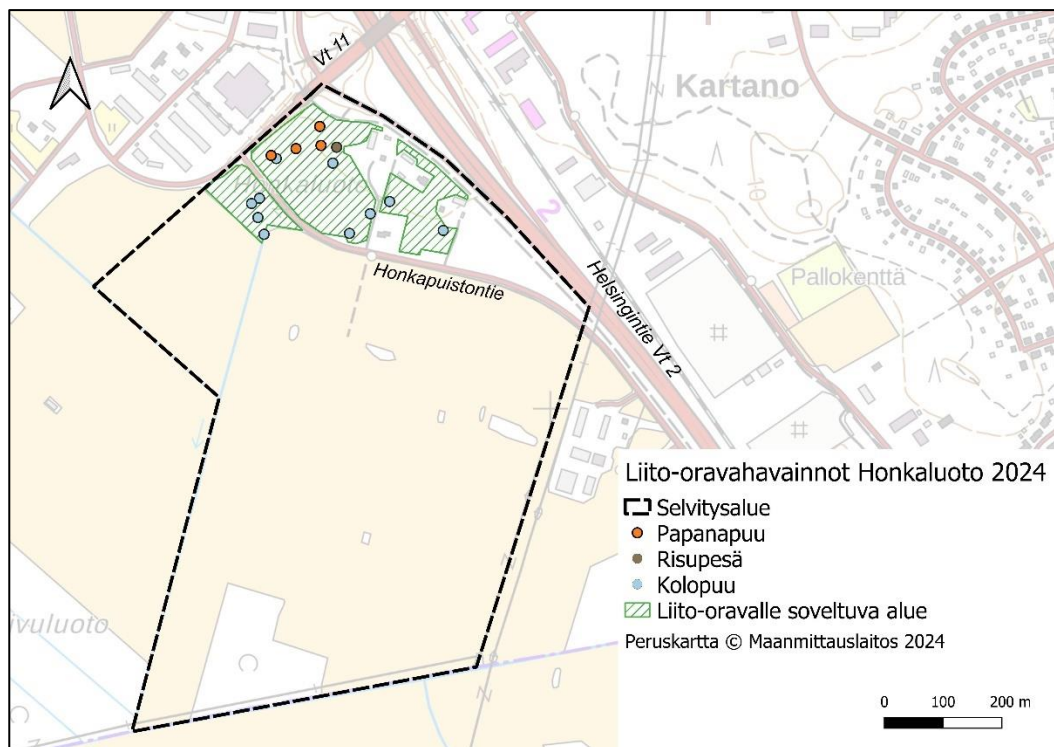 Vt 11
Kartano
Honkaluoto
2
Pallokenttä
Honkapuistontie
Helsingintie Vt 2
ivuluoto
Liito-oravahavainnot Honkaluoto 2024
Selvitysalue
Papanapuu
Risupesä
Kolopuu
Liito-oravalle soveltuva alue
Peruskartta © Maanmittauslaitos 2024
0 100 200 m